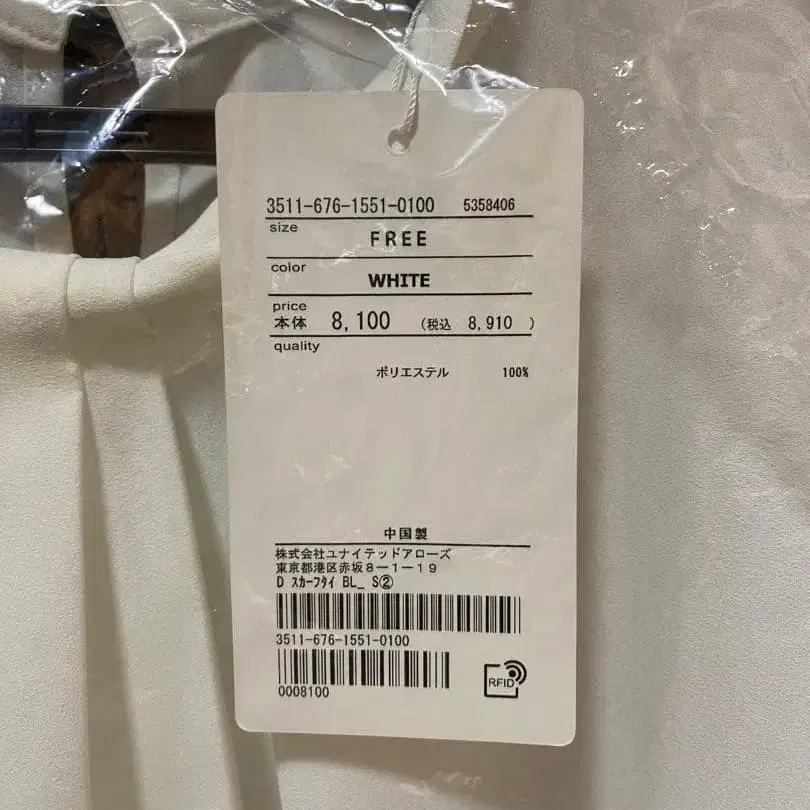 3511-676-1551-0100 5358406
size
FREE
color
WHITE
price
本体 8,100 (税込 8,910 )
quality
ポリエステル 100%
中国製
株式会社ユナイテッドアローズ
東京都港区赤坂8-1-19
D ｽｶｰﾌﾀｲ BL_ S②
3511-676-1551-0100
0008100
RFID